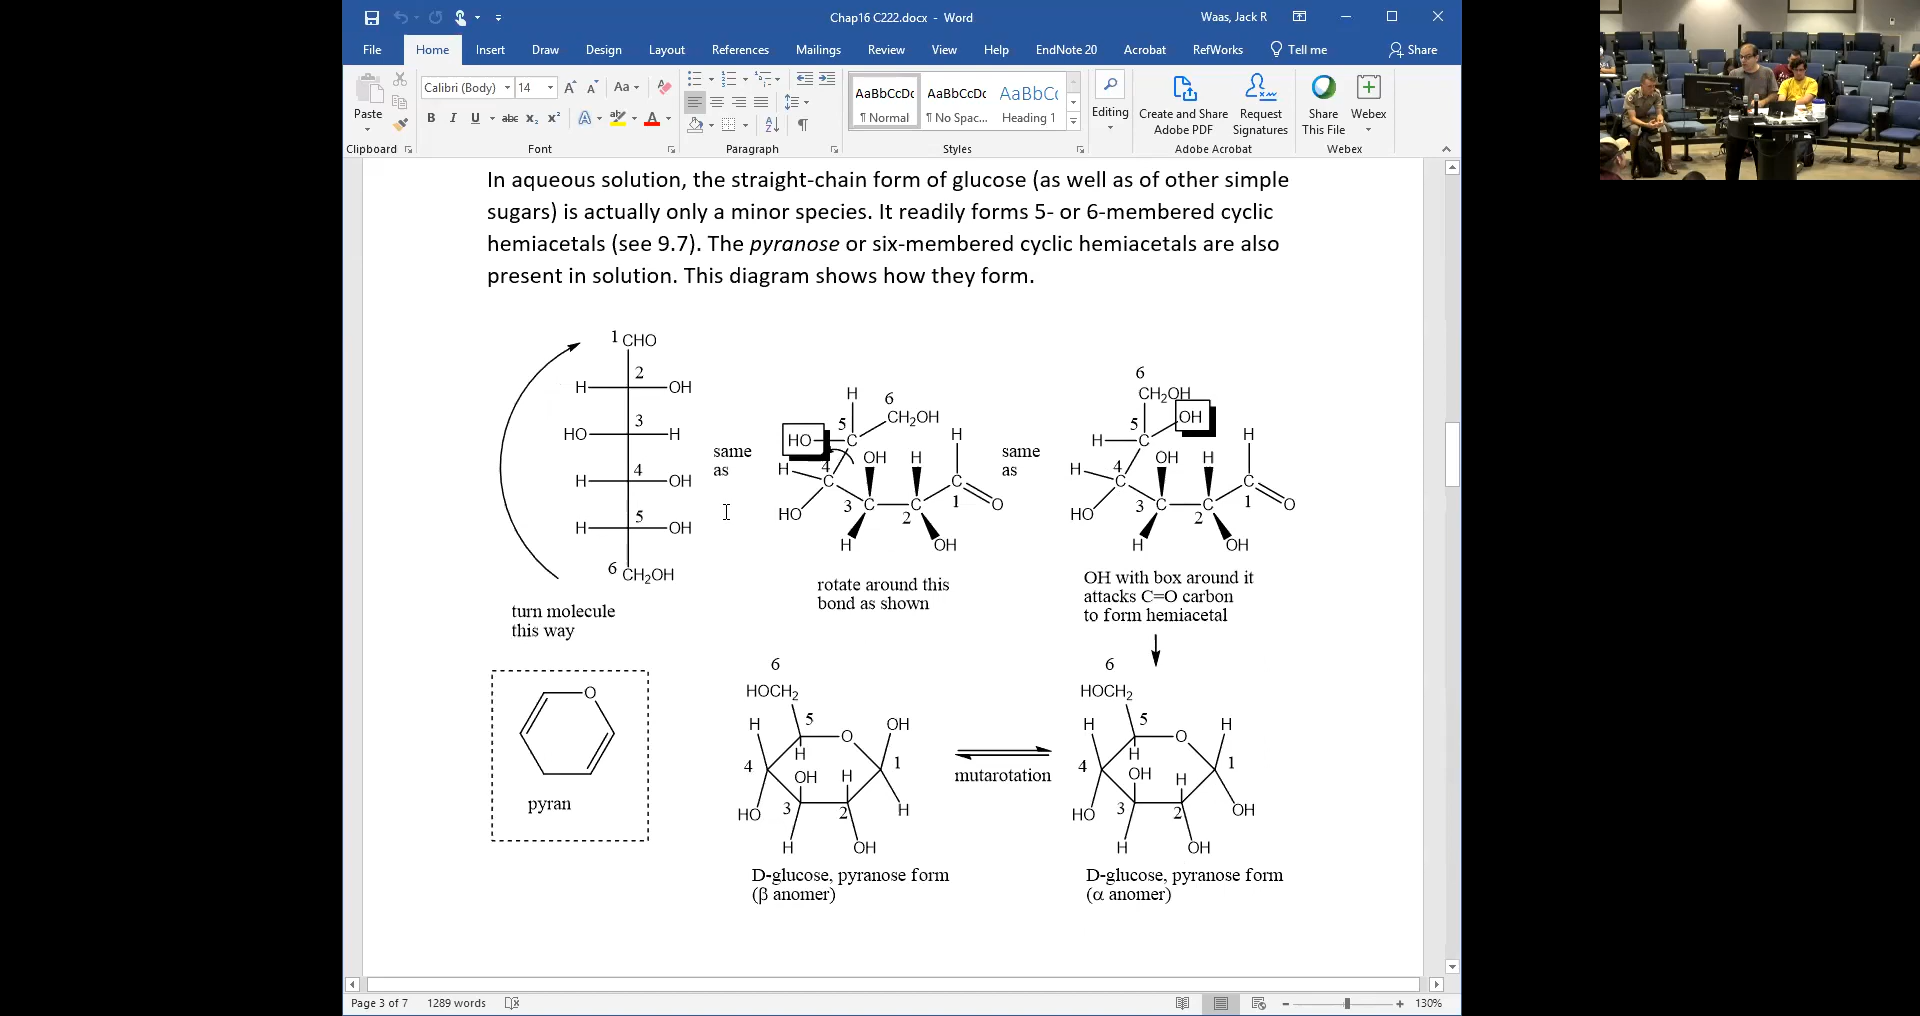 Chap16 C222.docx - Word
Waas, Jack R
File Home Insert Draw Design Layout References Mailings Review View Help EndNote 20 Acrobat RefWorks Tell me Share
Paste
Calibri (Body) 14
Aa
B I U abc x₂ x² A A
AaBbCcDc AaBbCcDc AaBbCc
¶ Normal ¶ No Spac... Heading 1
Editing
Create and Share
Adobe PDF
Request
Signatures
Share
This File
Webex
Clipboard Font Paragraph Styles Adobe Acrobat Webex
In aqueous solution, the straight-chain form of glucose (as well as of other simple
sugars) is actually only a minor species. It readily forms 5- or 6-membered cyclic
hemiacetals (see 9.7). The pyranose or six-membered cyclic hemiacetals are also
present in solution. This diagram shows how they form.
1 CHO
2
H OH
3
HO H
4
H OH
5
H OH
6 CH₂OH
turn molecule
this way
same
as
H 6
5 CH₂OH
HO C H
OH H
H 4
C C
3 C C 1 O
HO 2
H OH
rotate around this
bond as shown
same
as
6
CH₂OH
5 OH
H C H
OH H
H 4
C C
3 C C 1 O
HO 2
H OH
OH with box around it
attacks C=O carbon
to form hemiacetal
O
pyran
6
HOCH₂
H 5 OH
O
H
4 OH H 1
HO 3 2 H
H OH
D-glucose, pyranose form
(β anomer)
mutarotation
6
HOCH₂
H 5 H
O
H
4 OH H 1
HO 3 2 OH
H OH
D-glucose, pyranose form
(α anomer)
Page 3 of 7 1289 words 130%